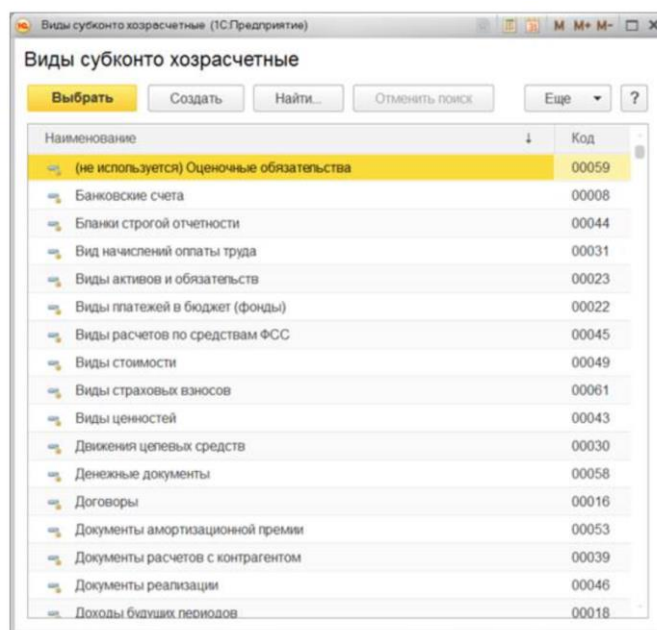 Виды субконто хозрасчетные (1С:Предприятие)
M M+ M-
Виды субконто хозрасчетные
Выбрать Создать Найти... Отменить поиск Еще ?
Наименование ↓ Код
(не используется) Оценочные обязательства 00059
Банковские счета 00008
Бланки строгой отчетности 00044
Вид начислений оплаты труда 00031
Виды активов и обязательств 00023
Виды платежей в бюджет (фонды) 00022
Виды расчетов по средствам ФСС 00045
Виды стоимости 00049
Виды страховых взносов 00061
Виды ценностей 00043
Движения целевых средств 00030
Денежные документы 00058
Договоры 00016
Документы амортизационной премии 00053
Документы расчетов с контрагентом 00039
Документы реализации 00046
Доходы будущих периодов 00018